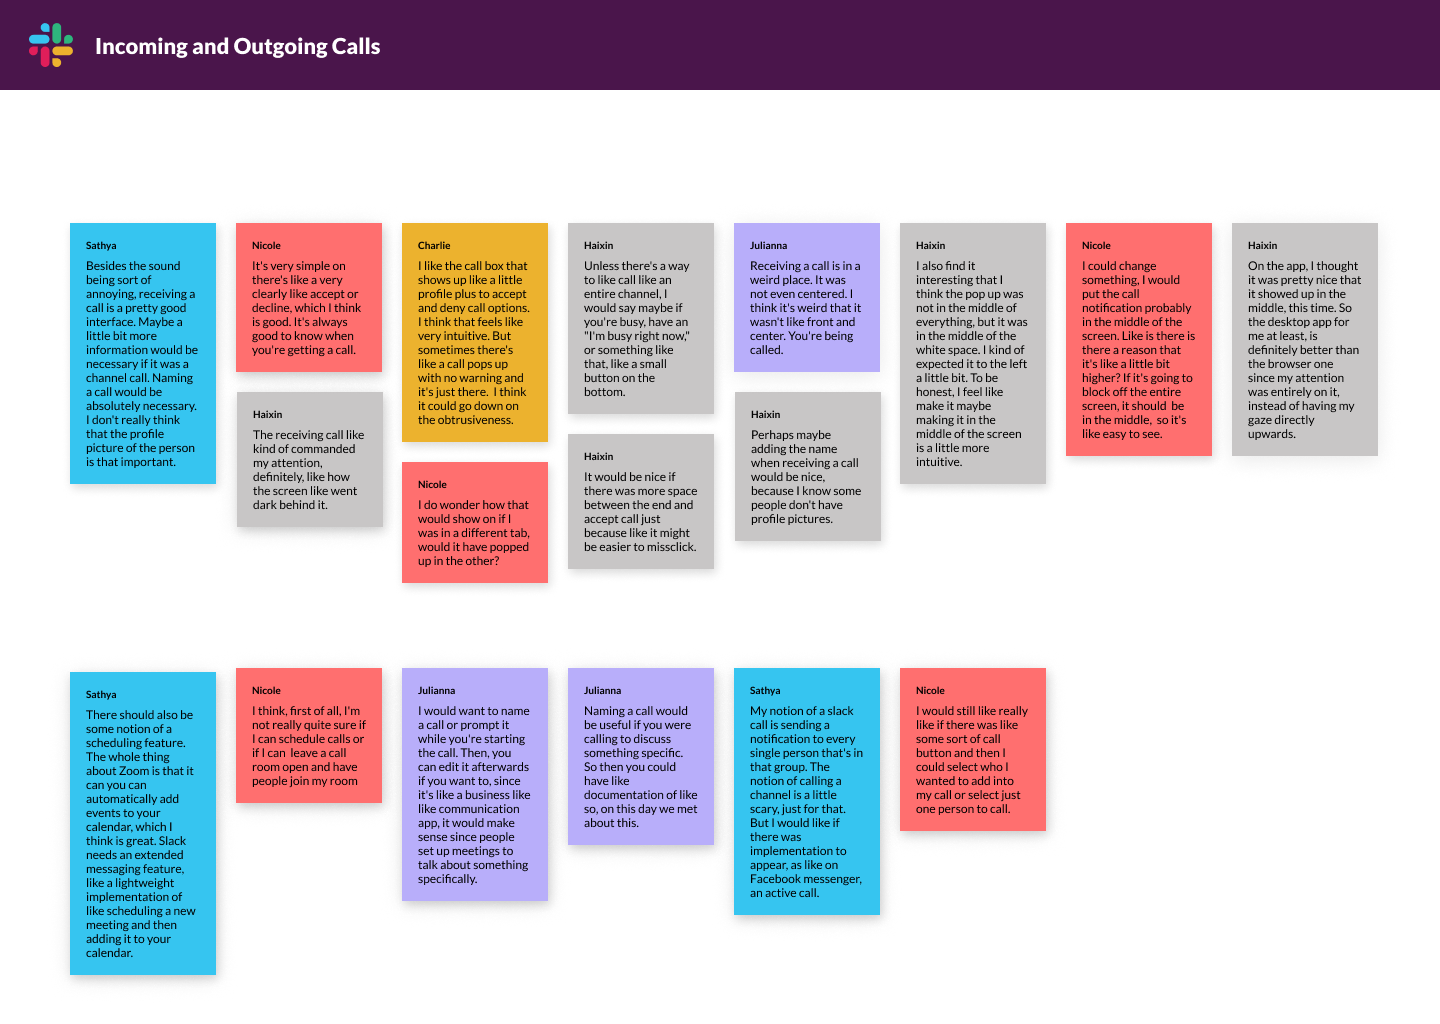 Incoming and Outgoing Calls
Sathya
Besides the sound
being sort of
annoying, receiving a
call is a pretty good
interface. Maybe a
little bit more
information would be
necessary if it was a
channel call. Naming
a call would be
absolutely necessary.
I don't really think
that the profile
picture of the person
is that important.
Nicole
It's very simple on
there's like a very
clearly like accept or
decline, which I think
is good. It's always
good to know when
you're getting a call.
Haixin
The receiving call like
kind of commanded
my attention,
definitely, like how
the screen like went
dark behind it.
Charlie
I like the call box that
shows up like a little
profile plus to accept
and deny call options.
I think that feels like
very intuitive. But
sometimes there's
like a call pops up
with no warning and
it's just there. I think
it could go down on
the obtrusiveness.
Nicole
I do wonder how that
would show on if I
was in a different tab,
would it have popped
up in the other?
Haixin
Unless there's a way
to like call like an
entire channel, I
would say maybe if
you're busy, have an
"I'm busy right now,"
or something like
that, like a small
button on the
bottom.
Haixin
It would be nice if
there was more space
between the end and
accept call just
because like it might
be easier to missclick.
Julianna
Receiving a call is in a
weird place. It was
not even centered. I
think it's weird that it
wasn't like front and
center. You're being
called.
Haixin
Perhaps maybe
adding the name
when receiving a call
would be nice,
because I know some
people don't have
profile pictures.
Haixin
I also find it
interesting that I
think the pop up was
not in the middle of
everything, but it was
in the middle of the
white space. I kind of
expected it to the left
a little bit. To be
honest, I feel like
make it maybe
making it in the
middle of the screen
is a little more
intuitive.
Nicole
I could change
something, I would
put the call
notification probably
in the middle of the
screen. Like is there is
there a reason that
it's like a little bit
higher? If it's going to
block off the entire
screen, it should be
in the middle, so it's
like easy to see.
Haixin
On the app, I thought
it was pretty nice that
it showed up in the
middle, this time. So
the desktop app for
me at least, is
definitely better than
the browser one
since my attention
was entirely on it,
instead of having my
gaze directly
upwards.
Sathya
There should also be
some notion of a
scheduling feature.
The whole thing
about Zoom is that it
can you can
automatically add
events to your
calendar, which I
think is great. Slack
needs an extended
messaging feature,
like a lightweight
implementation of
like scheduling a new
meeting and then
adding it to your
calendar.
Nicole
I think, first of all, I'm
not really quite sure if
I can schedule calls or
if I can leave a call
room open and have
people join my room
Julianna
I would want to name
a call or prompt it
while you're starting
the call. Then, you
can edit it afterwards
if you want to, since
it's like a business like
like communication
app, it would make
sense since people
set up meetings to
talk about something
specifically.
Julianna
Naming a call would
be useful if you were
calling to discuss
something specific.
So then you could
have like
documentation of like
so, on this day we met
about this.
Sathya
My notion of a slack
call is sending a
notification to every
single person that's in
that group. The
notion of calling a
channel is a little
scary, just for that.
But I would like if
there was
implementation to
appear, as like on
Facebook messenger,
an active call.
Nicole
I would still like really
like if there was like
some sort of call
button and then I
could select who I
wanted to add into
my call or select just
one person to call.